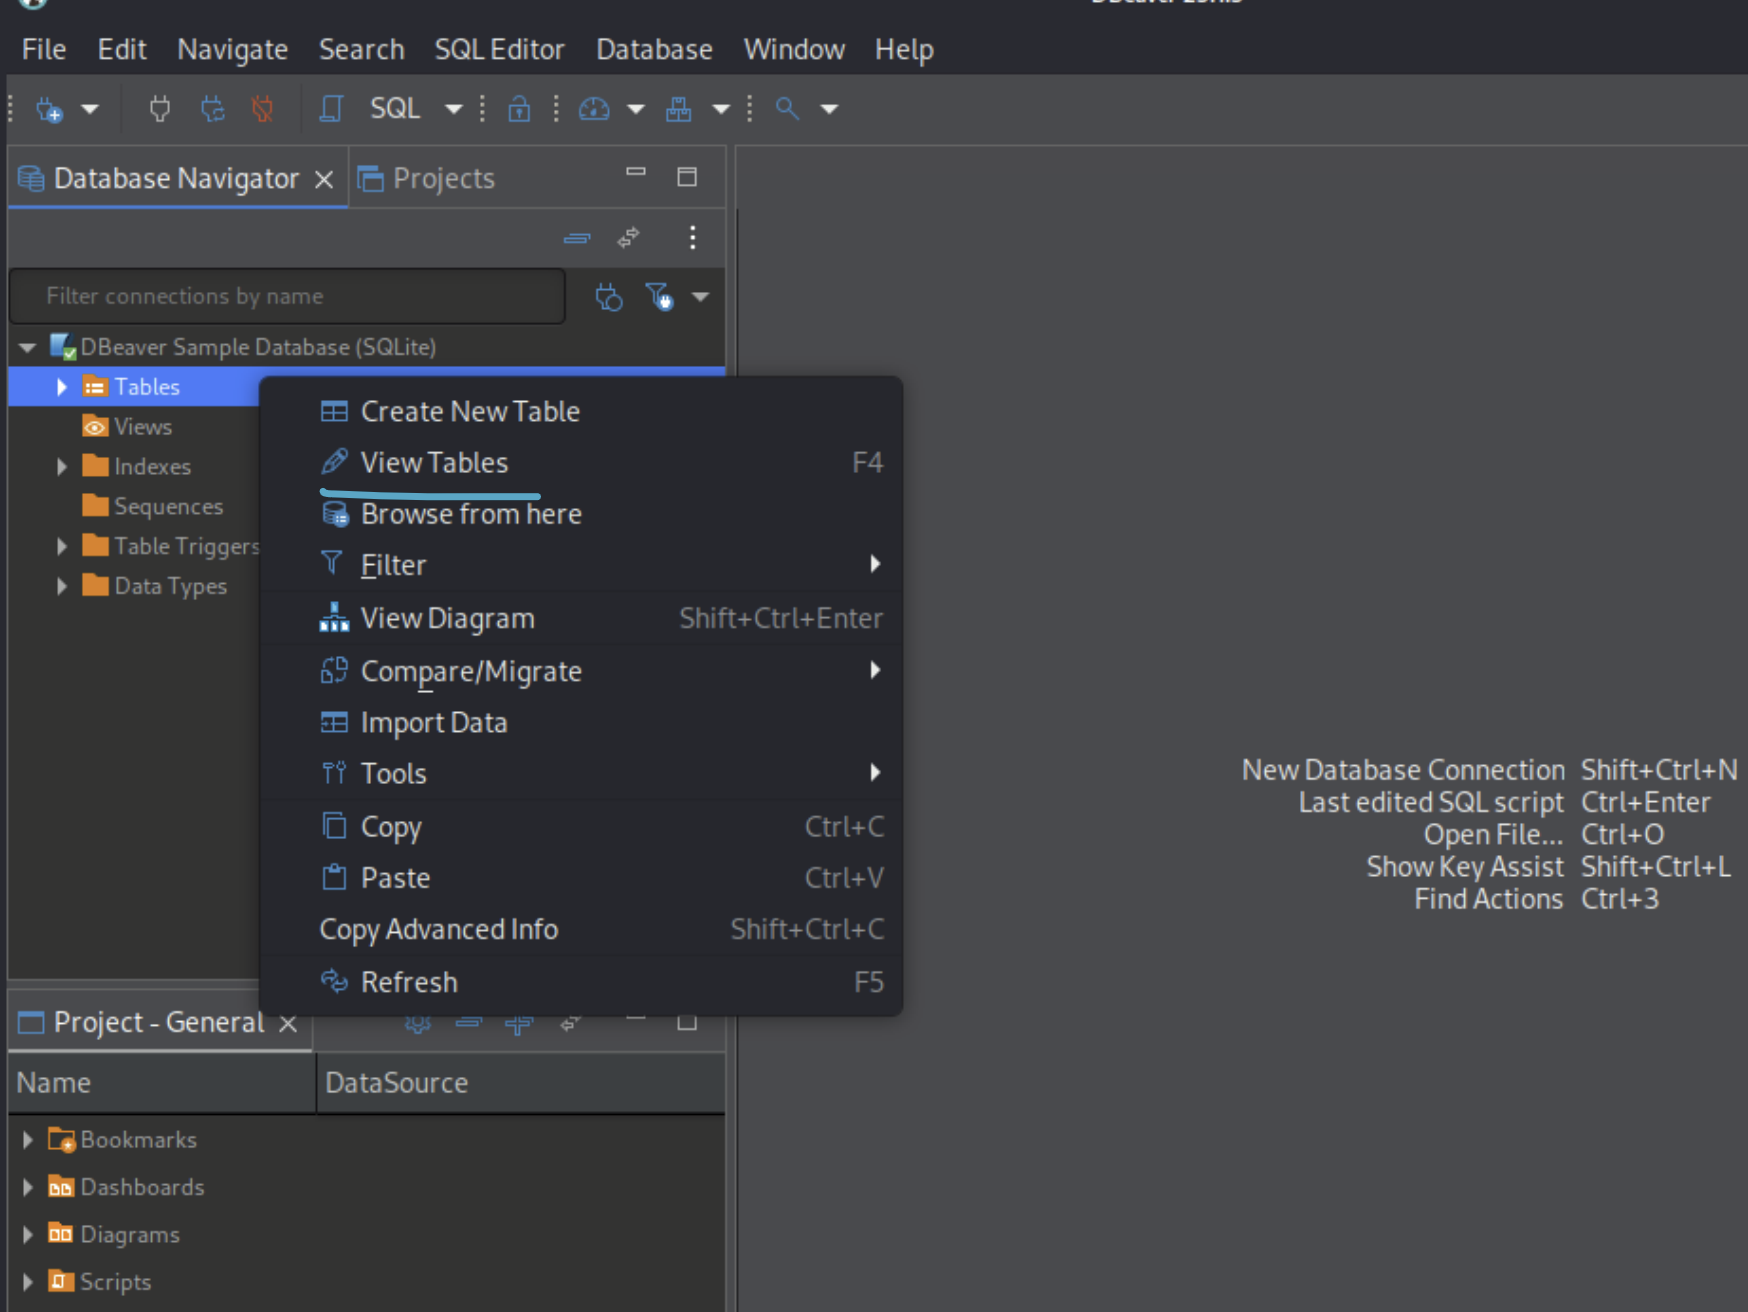 File Edit Navigate Search SQL Editor Database Window Help
SQL
Database Navigator Projects
Filter connections by name
DBeaver Sample Database (SQLite)
Tables
Views
Indexes
Sequences
Table Triggers
Data Types
Create New Table
View Tables F4
Browse from here
Filter
View Diagram Shift+Ctrl+Enter
Compare/Migrate
Import Data
Tools
Copy Ctrl+C
Paste Ctrl+V
Copy Advanced Info Shift+Ctrl+C
Refresh F5
New Database Connection Shift+Ctrl+N
Last edited SQL script Ctrl+Enter
Open File... Ctrl+O
Show Key Assist Shift+Ctrl+L
Find Actions Ctrl+3
Project - General
Name DataSource
Bookmarks
Dashboards
Diagrams
Scripts